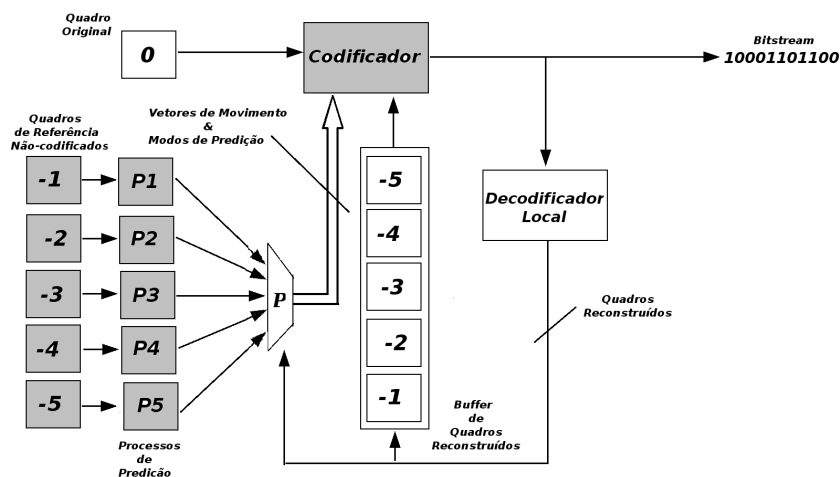 Quadro
Original
0
Codificador
Bitstream
10001101100
Quadros
de Referência
Não-codificados
Vetores de Movimento
&
Modos de Predição
-1
P1
-2
P2
-3
P3
-4
P4
-5
P5
P
-5
-4
-3
-2
-1
Decodificador
Local
Quadros
Reconstruídos
Buffer
de
Quadros
Reconstruídos
Processos
de
Predição